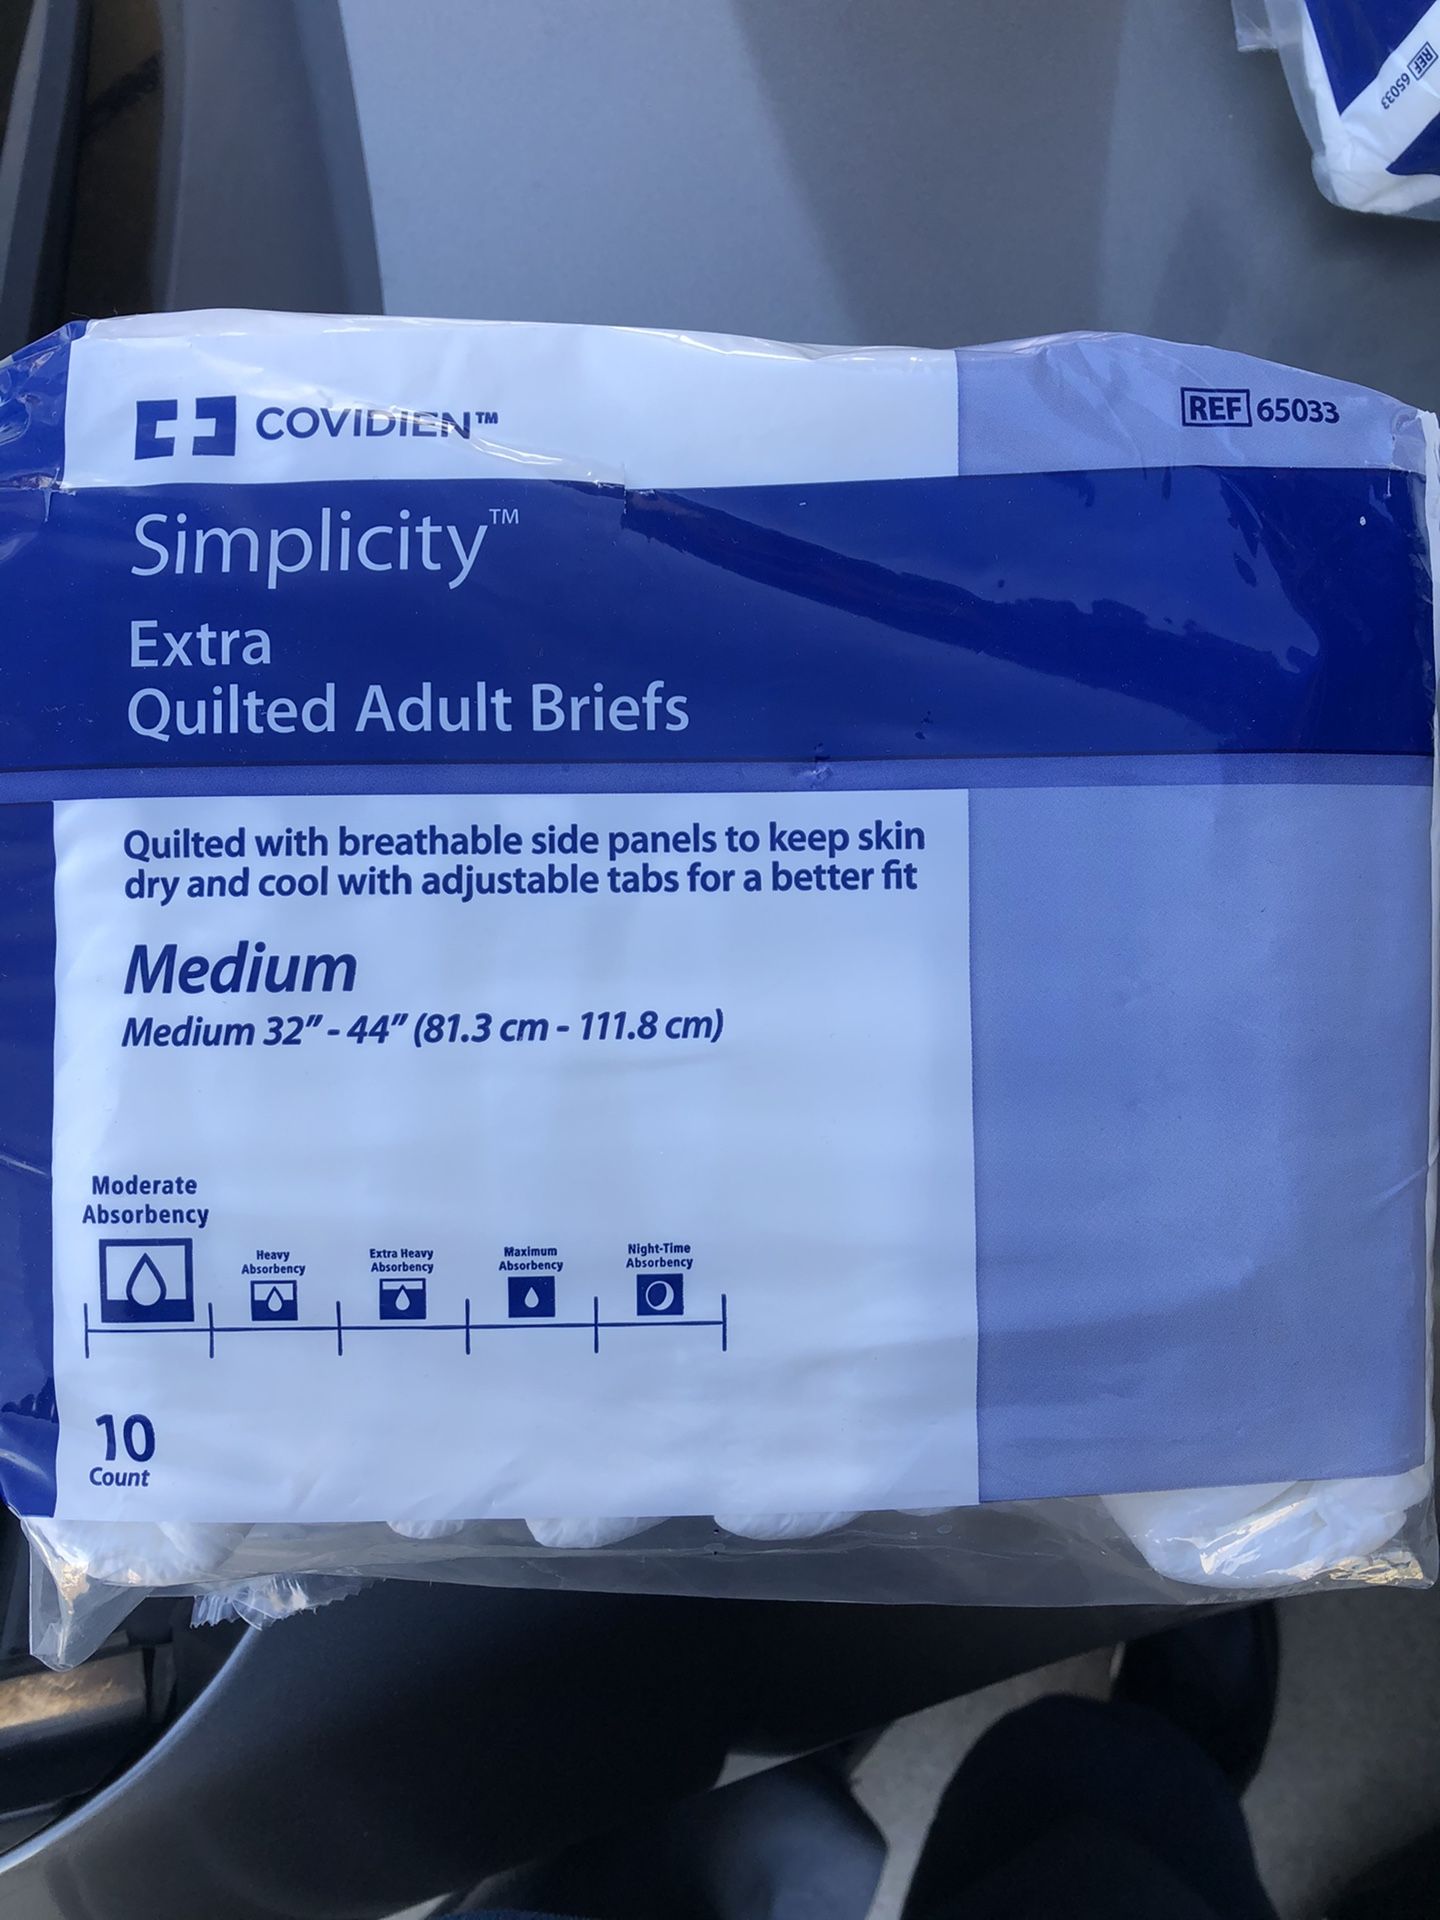 REF 65033
COVIDIEN™
REF 65033
Simplicity™
Extra
Quilted Adult Briefs
Quilted with breathable side panels to keep skin
dry and cool with adjustable tabs for a better fit
Medium
Medium 32” - 44” (81.3 cm - 111.8 cm)
Moderate
Absorbency
Heavy
Absorbency
Extra Heavy
Absorbency
Maximum
Absorbency
Night-Time
Absorbency
10
Count